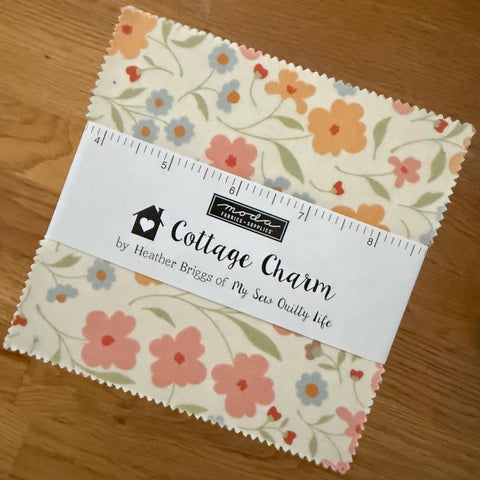 4 5 6 7 8
moda
FABRICS + SUPPLIES®
Cottage Charm
by Heather Briggs of My Sew Quilty Life